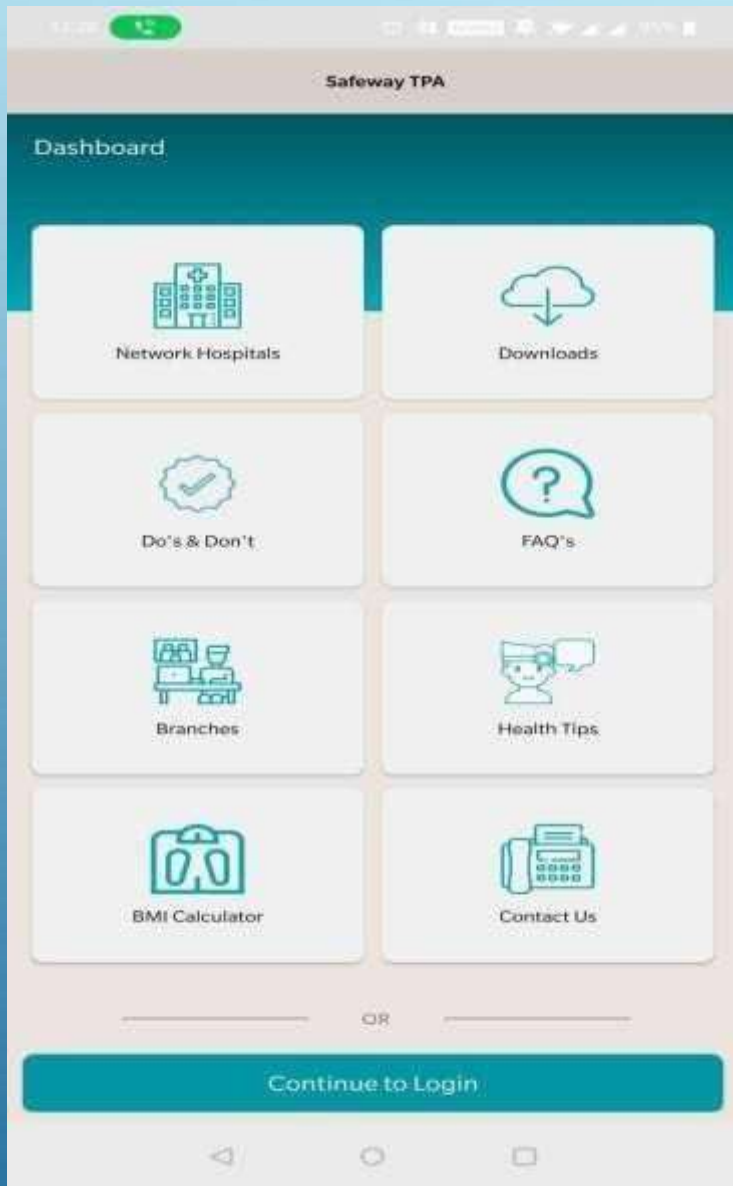 Safeway TPA
Dashboard
Network Hospitals
Downloads
Do's & Don't
FAQ's
Branches
Health Tips
BMI Calculator
Contact Us
OR
Continue to Login